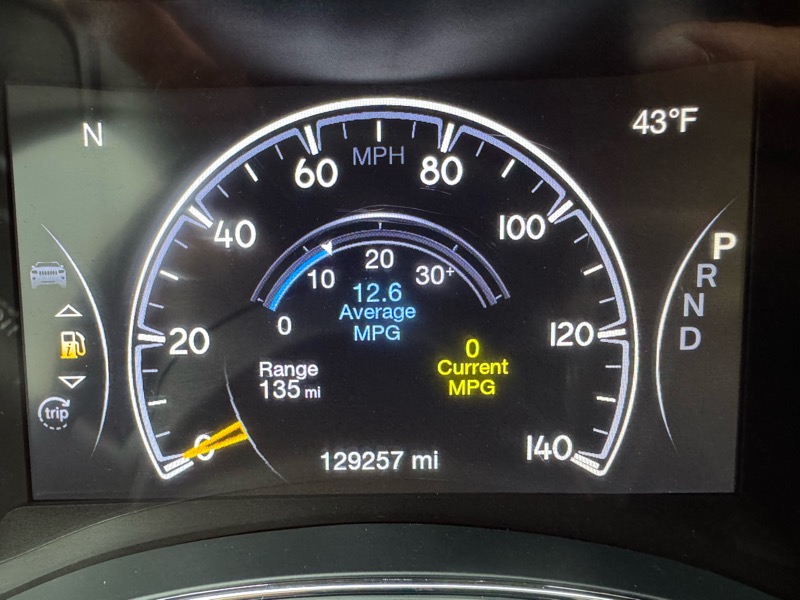 N
43°F
MPH
60
80
40
100
20
120
0
140
10
20
30+
0
12.6
Average
MPG
0
Current
MPG
Range
135 mi
129257 mi
P
R
N
D
i
trip